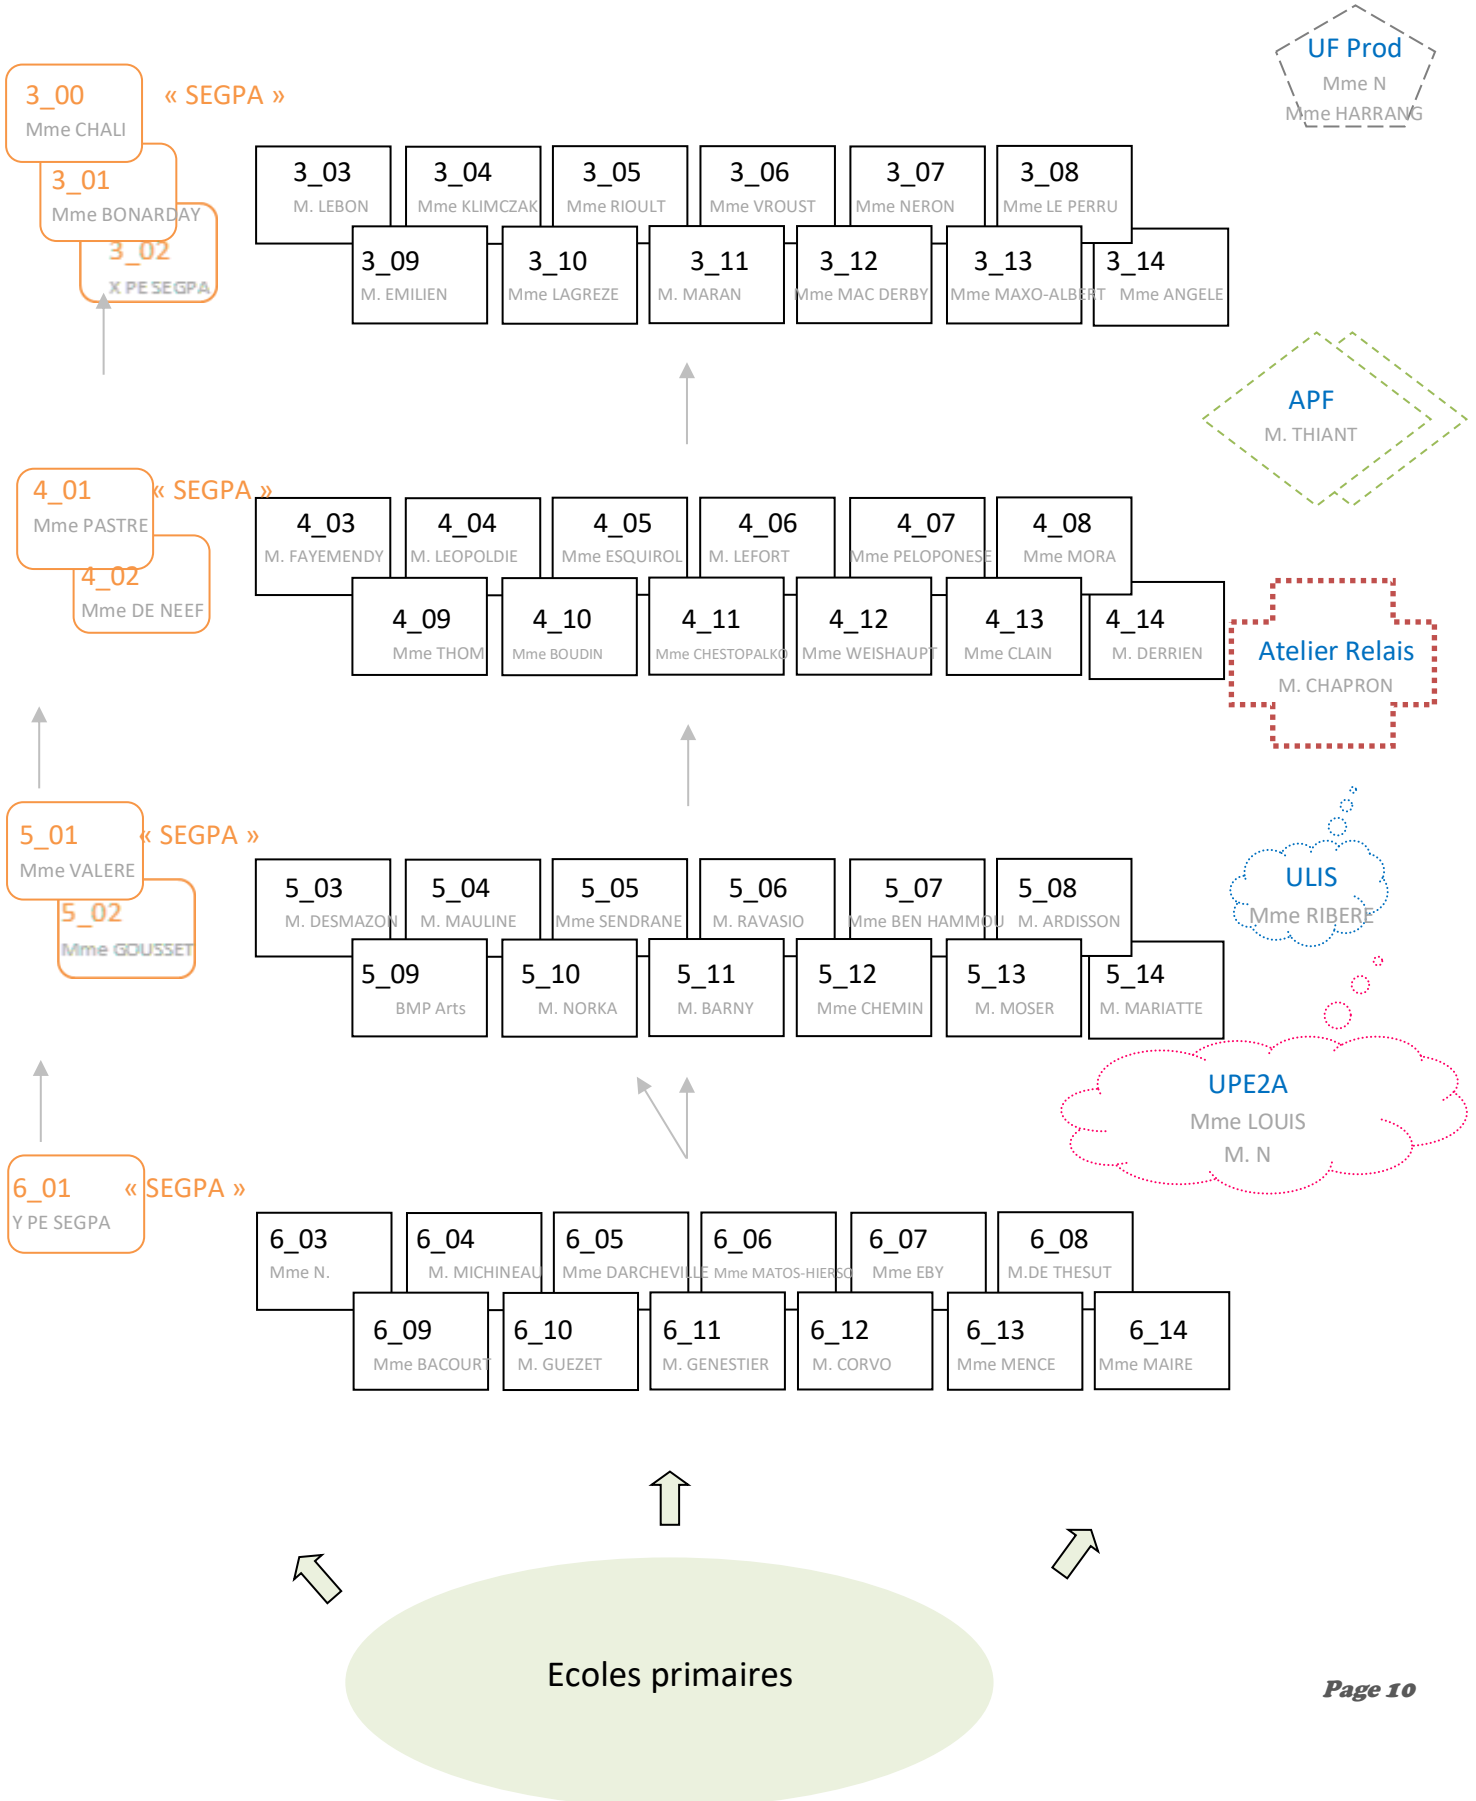 UF Prod
Mme N
Mme HARRANG
3_00
« SEGPA »
Mme CHALI
3_01
Mme BONARDAY
3_02
X PE SEGPA
3_03
M. LEBON
3_04
Mme KLIMCZAK
3_05
Mme RIOULT
3_06
Mme VROUST
3_07
Mme NERON
3_08
Mme LE PERRU
3_09
M. EMILIEN
3_10
Mme LAGREZE
3_11
M. MARAN
3_12
Mme MAC DERBY
3_13
Mme MAXO-ALBERT
3_14
Mme ANGELE
APF
M. THIANT
4_01
« SEGPA »
Mme PASTRE
4_02
Mme DE NEEF
4_03
M. FAYEMENDY
4_04
M. LEOPOLDIE
4_05
Mme ESQUIROL
4_06
M. LEFORT
4_07
Mme PELOPONESE
4_08
Mme MORA
4_09
Mme THOM
4_10
Mme BOUDIN
4_11
Mme CHESTOPALKO
4_12
Mme WEISHAUPT
4_13
Mme CLAIN
4_14
M. DERRIEN
Atelier Relais
M. CHAPRON
5_01
« SEGPA »
Mme VALERE
5_02
Mme GOUSSET
5_03
M. DESMAZON
5_04
M. MAULINE
5_05
Mme SENDRANE
5_06
M. RAVASIO
5_07
Mme BEN HAMMOU
5_08
M. ARDISSON
5_09
BMP Arts
5_10
M. NORKA
5_11
M. BARNY
5_12
Mme CHEMIN
5_13
M. MOSER
5_14
M. MARIATTE
ULIS
Mme RIBERE
UPE2A
Mme LOUIS
M. N
6_01
« SEGPA »
Y PE SEGPA
6_03
Mme N.
6_04
M. MICHINEAU
6_05
Mme DARCHEVILLE
6_06
Mme MATOS-HIERSO
6_07
Mme EBY
6_08
M.DE THESUT
6_09
Mme BACOURT
6_10
M. GUEZET
6_11
M. GENESTIER
6_12
M. CORVO
6_13
Mme MENCE
6_14
Mme MAIRE
Ecoles primaires
Page 10